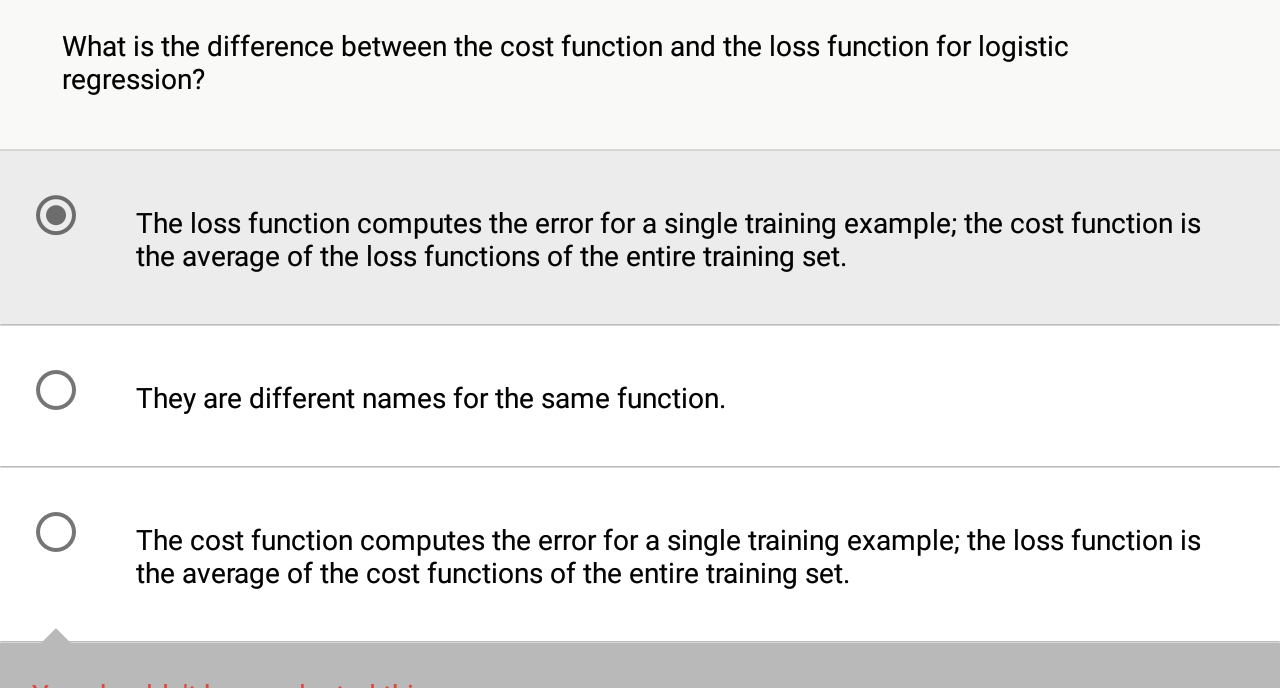 What is the difference between the cost function and the loss function for logistic
regression?
The loss function computes the error for a single training example; the cost function is
the average of the loss functions of the entire training set.
They are different names for the same function.
The cost function computes the error for a single training example; the loss function is
the average of the cost functions of the entire training set.